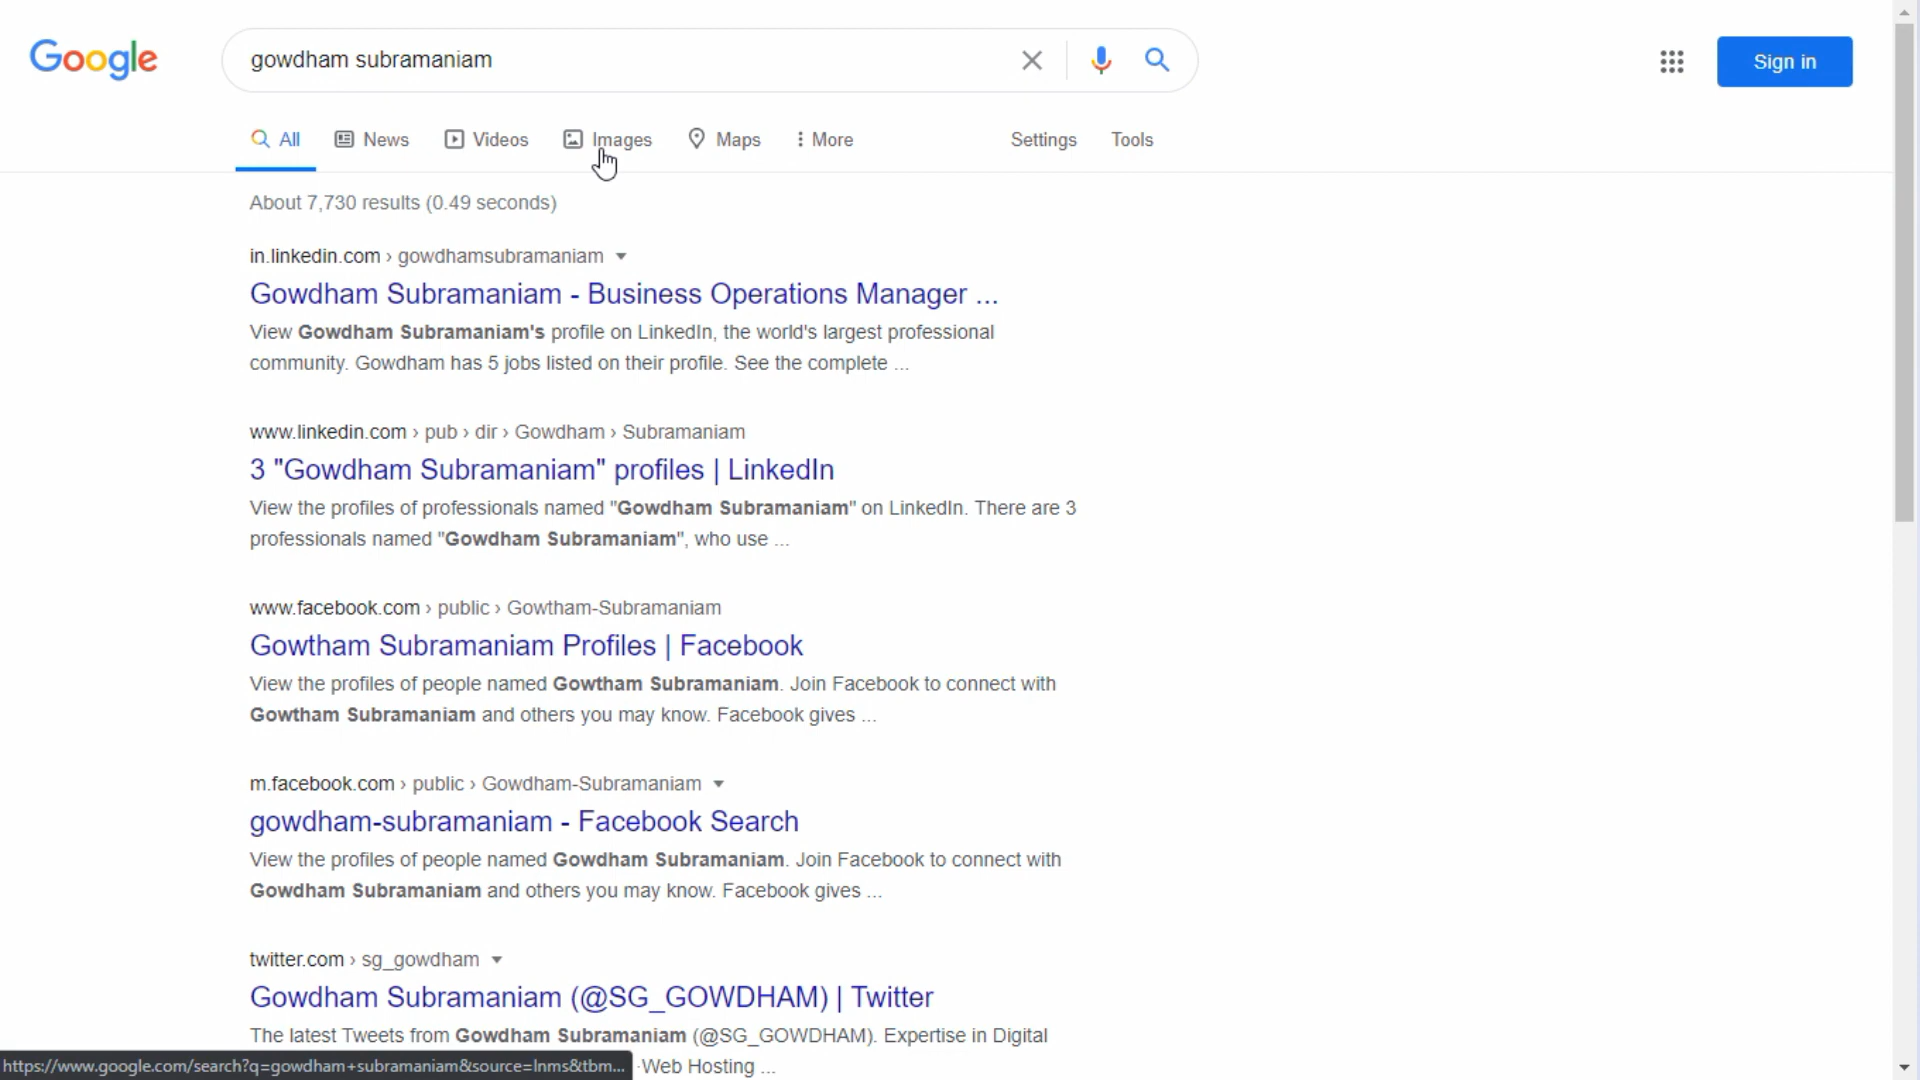 Google
gowdham subramaniam
Sign in
All News Videos Images Maps More Settings Tools
About 7,730 results (0.49 seconds)
in.linkedin.com › gowdhamsubramaniam
Gowdham Subramaniam - Business Operations Manager ...
View Gowdham Subramaniam's profile on LinkedIn, the world's largest professional
community. Gowdham has 5 jobs listed on their profile. See the complete ...
www.linkedin.com › pub › dir › Gowdham › Subramaniam
3 "Gowdham Subramaniam" profiles | LinkedIn
View the profiles of professionals named "Gowdham Subramaniam" on LinkedIn. There are 3
professionals named "Gowdham Subramaniam", who use ...
www.facebook.com › public › Gowtham-Subramaniam
Gowtham Subramaniam Profiles | Facebook
View the profiles of people named Gowtham Subramaniam. Join Facebook to connect with
Gowtham Subramaniam and others you may know. Facebook gives ...
m.facebook.com › public › Gowdham-Subramaniam
gowdham-subramaniam - Facebook Search
View the profiles of people named Gowdham Subramaniam. Join Facebook to connect with
Gowdham Subramaniam and others you may know. Facebook gives ...
twitter.com › sg_gowdham
Gowdham Subramaniam (@SG_GOWDHAM) | Twitter
The latest Tweets from Gowdham Subramaniam (@SG_GOWDHAM). Expertise in Digital
https://www.google.com/search?q=gowdham+subramaniam&source=lnms&tbm... ·Web Hosting ...